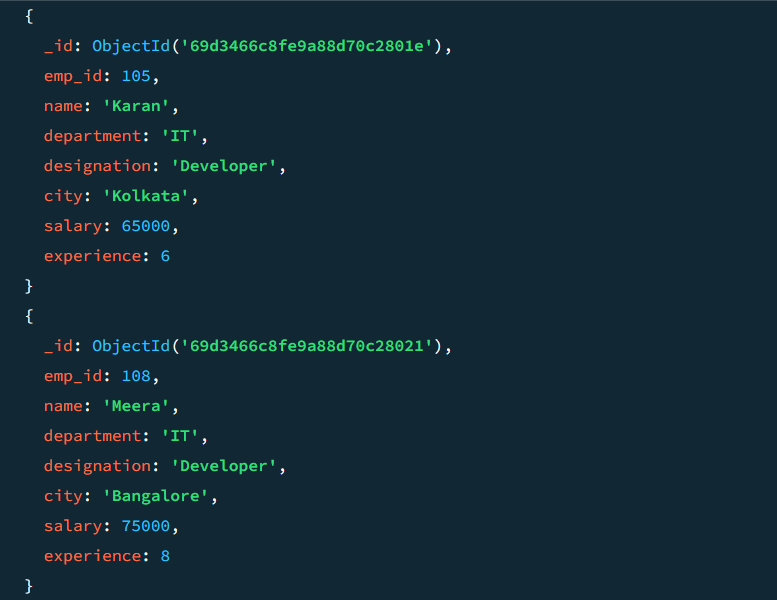 {
  _id: ObjectId('69d3466c8fe9a88d70c2801e'),
  emp_id: 105,
  name: 'Karan',
  department: 'IT',
  designation: 'Developer',
  city: 'Kolkata',
  salary: 65000,
  experience: 6
}
{
  _id: ObjectId('69d3466c8fe9a88d70c28021'),
  emp_id: 108,
  name: 'Meera',
  department: 'IT',
  designation: 'Developer',
  city: 'Bangalore',
  salary: 75000,
  experience: 8
}